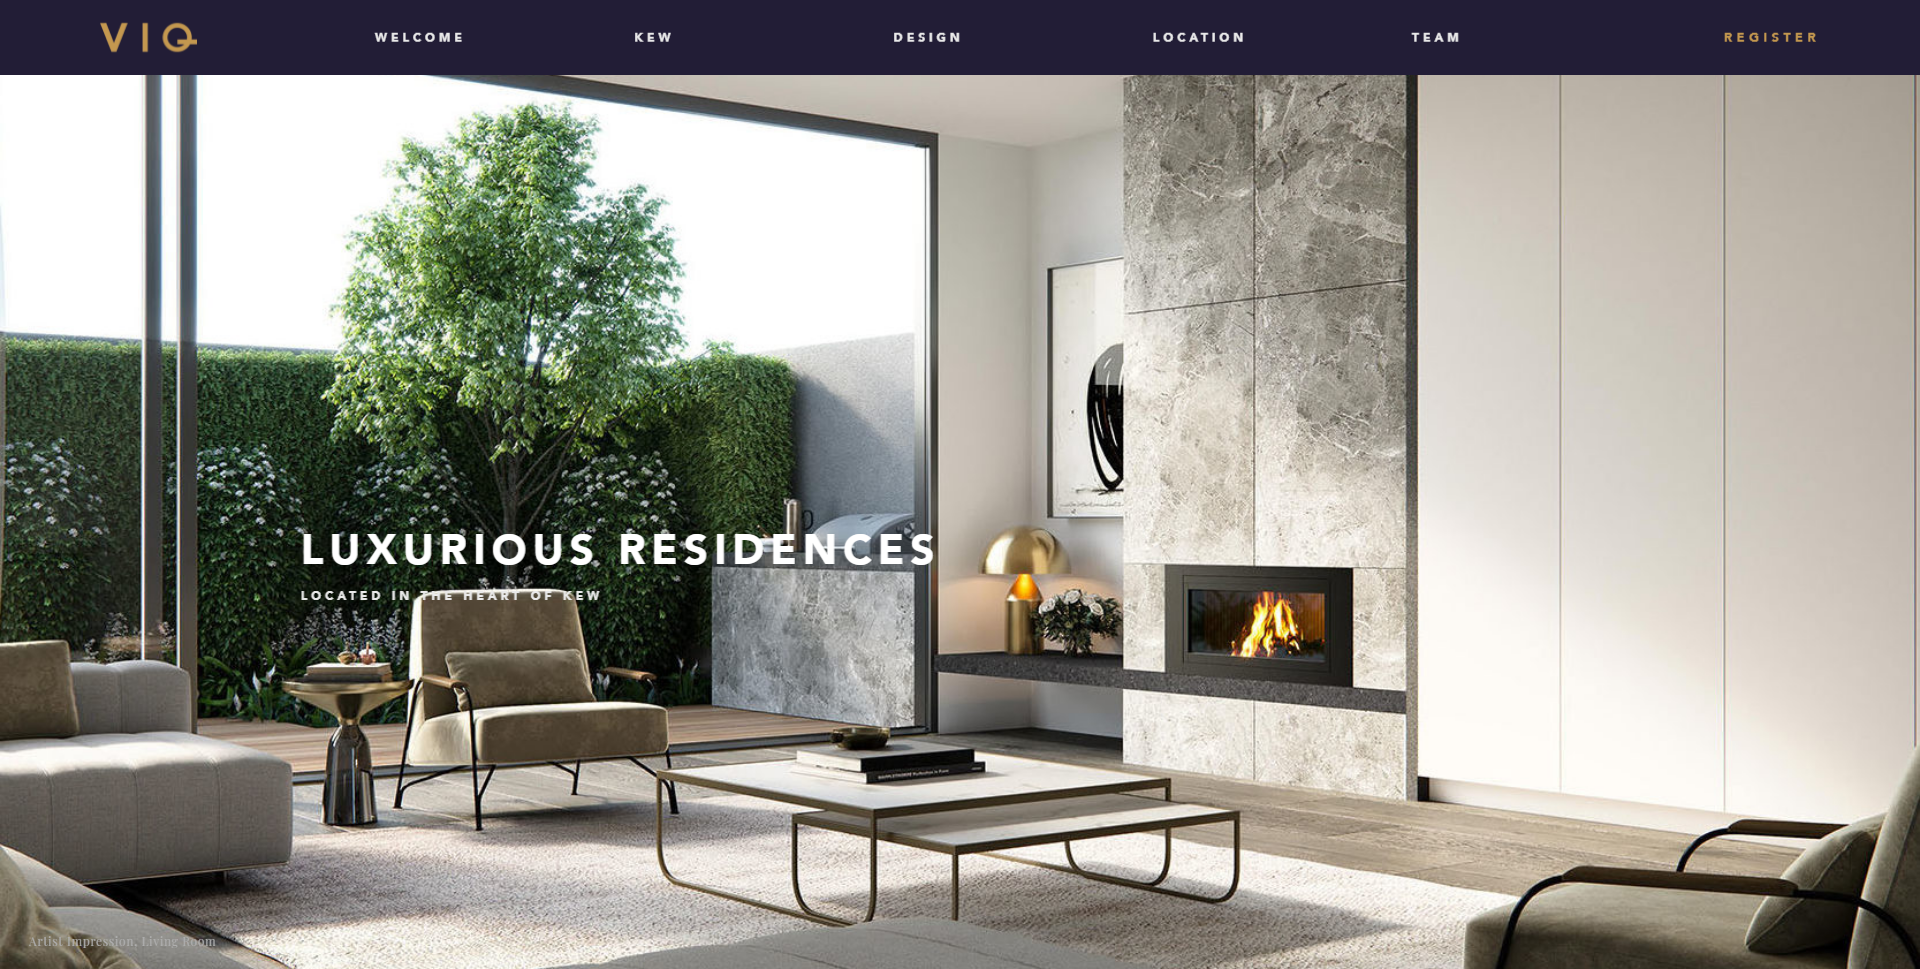 VIQ
WELCOME
KEW
DESIGN
LOCATION
TEAM
REGISTER
LUXURIOUS RESIDENCES
LOCATED IN THE HEART OF KEW
Artist Impression, Living Room